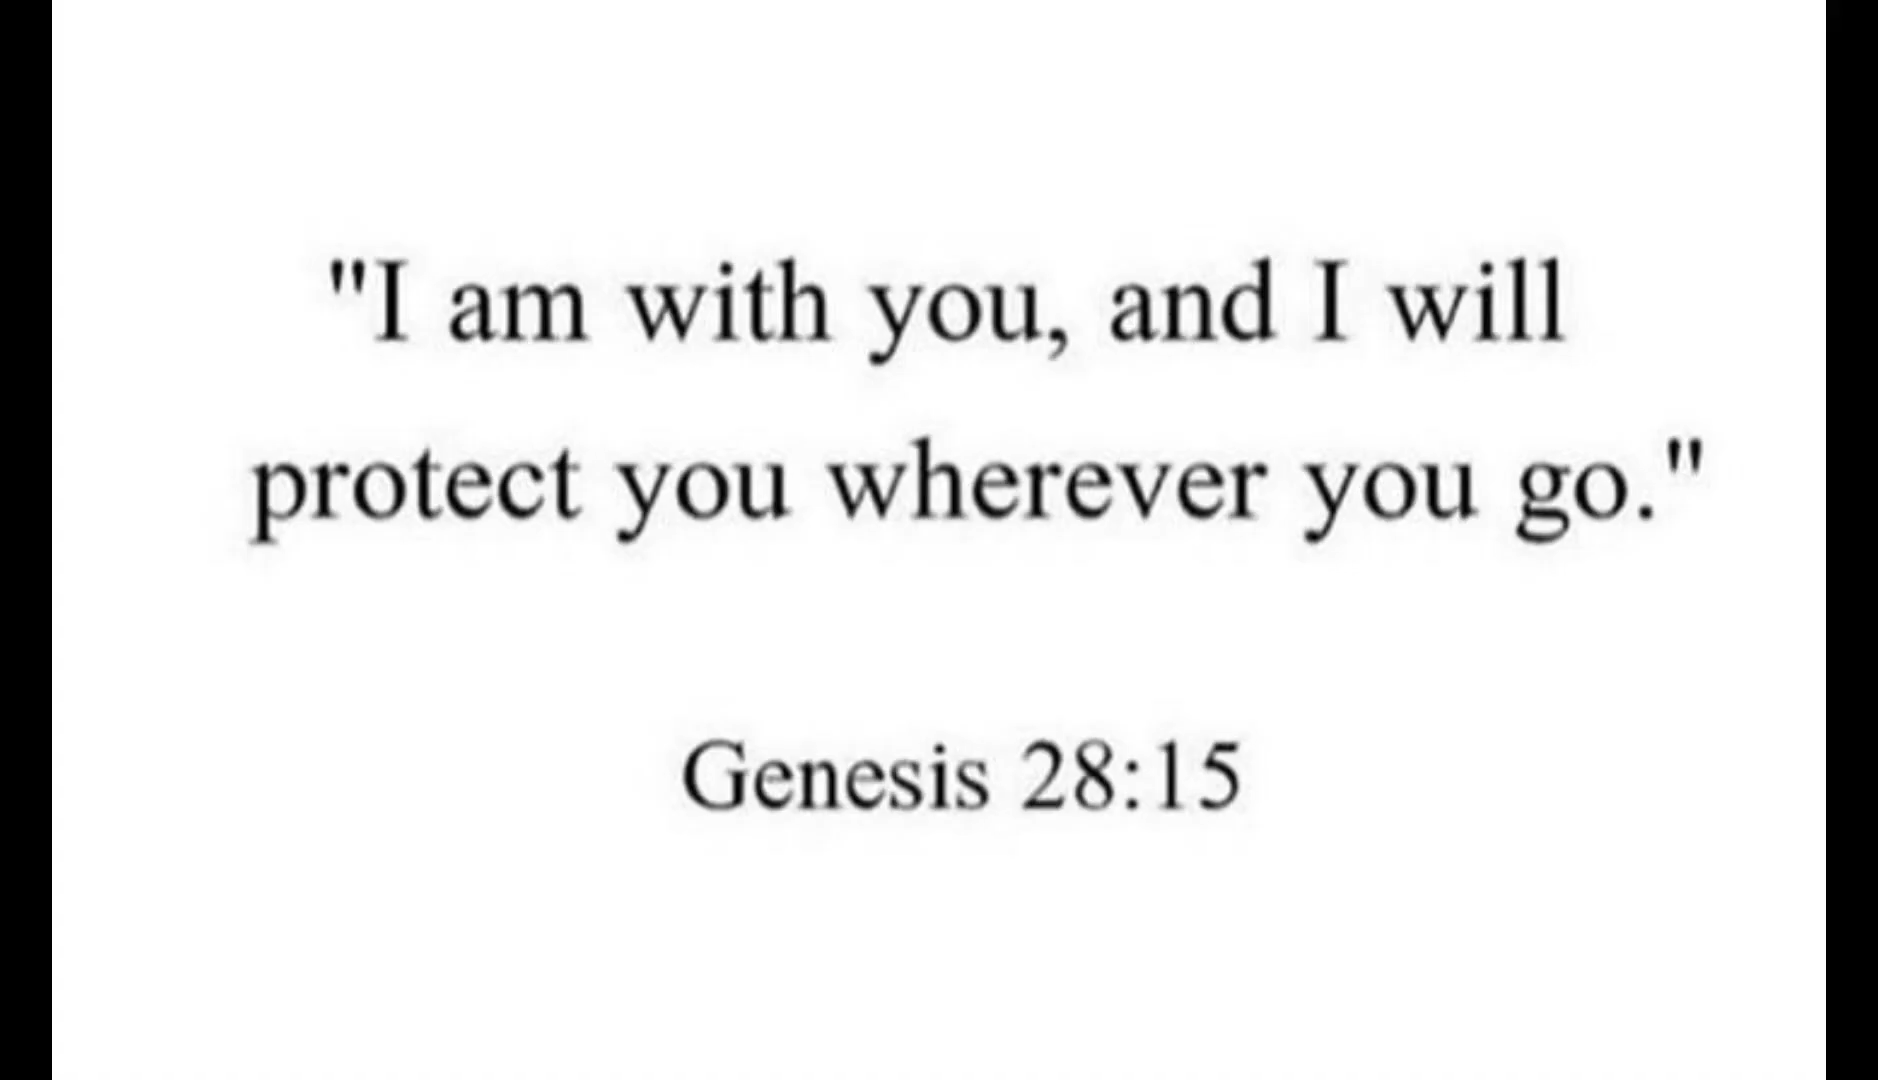 "I am with you, and I will
protect you wherever you go."
Genesis 28:15